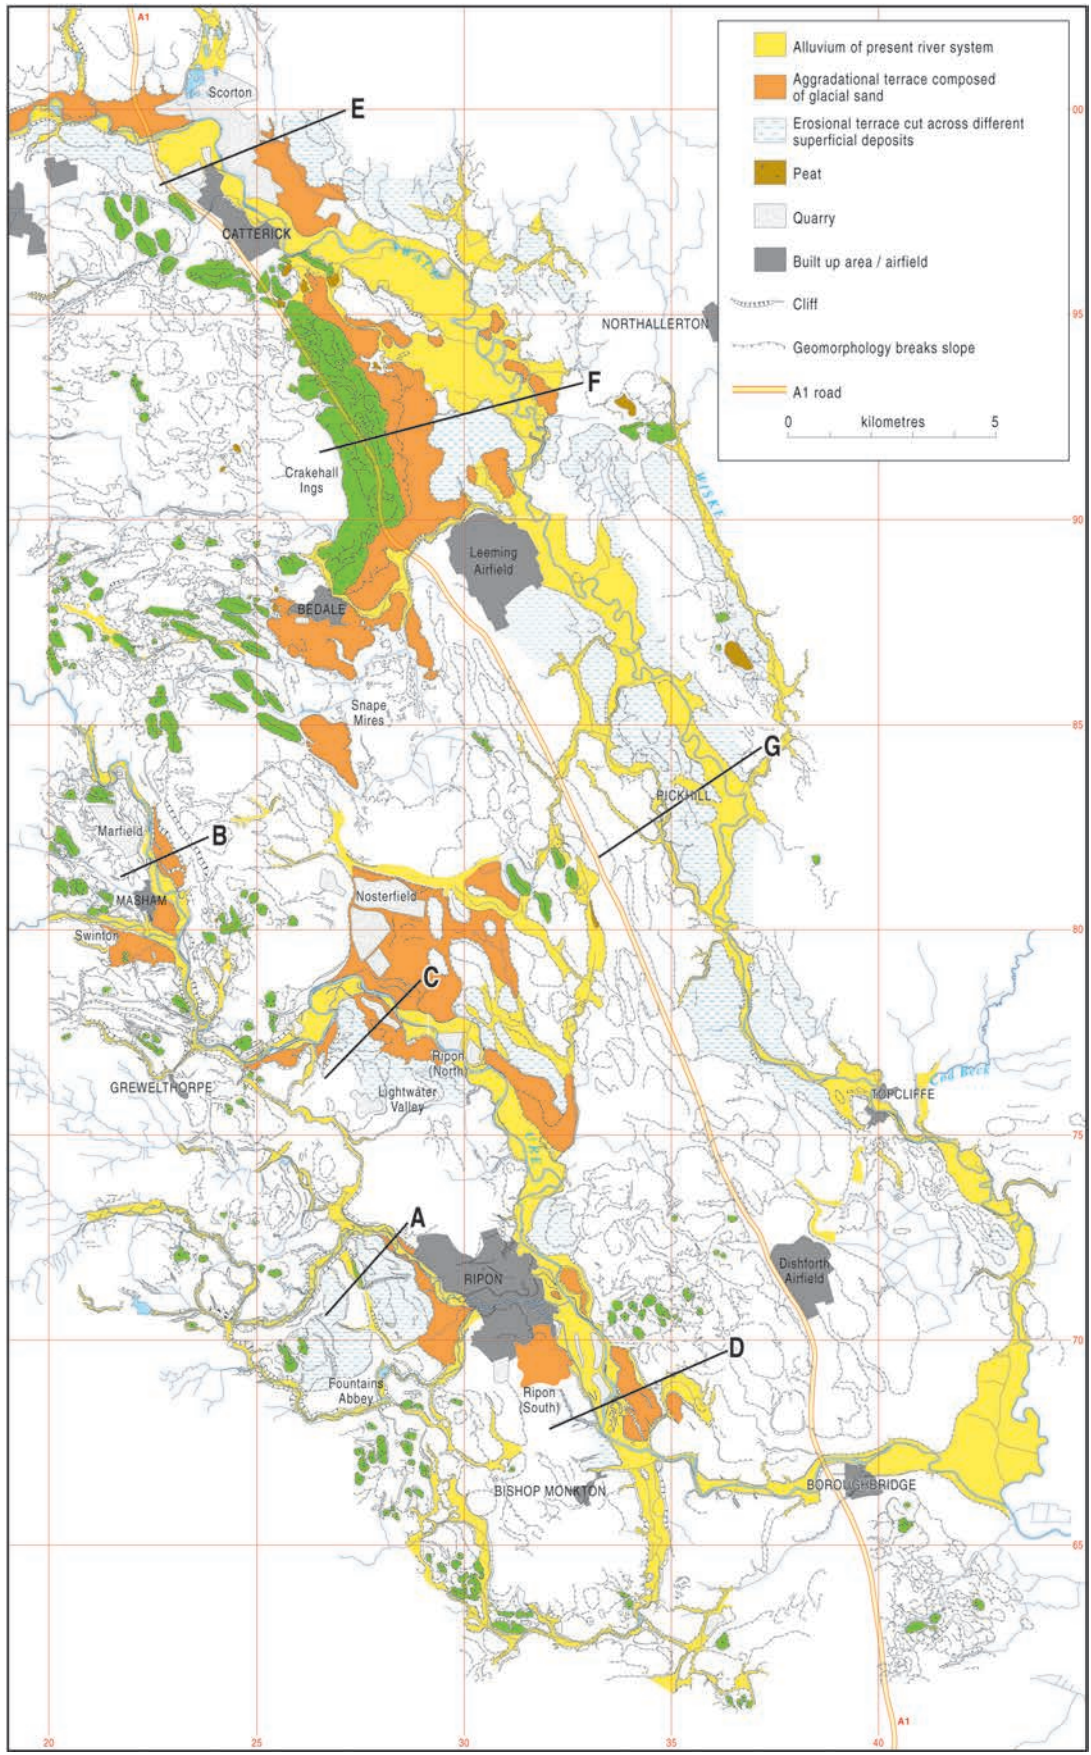 A1
Scorton
E
CATTERICK
SWALE
NORTHALLERTON
F
Crakehall
Ings
WISKE
Leeming
Airfield
BEDALE
Snape
Mires
G
PICKHILL
Marfield
B
MASHAM
Swinton
Nosterfield
C
Ripon
(North)
GREWELTHORPE
Lightwater
Valley
Cod Beck
TOPCLIFFE
URE
A
RIPON
Dishforth
Airfield
D
Fountains
Abbey
Ripon
(South)
BISHOP MONKTON
BOROUGHBRIDGE
A1
Alluvium of present river system
Aggradational terrace composed
of glacial sand
Erosional terrace cut across different
superficial deposits
Peat
Quarry
Built up area / airfield
Cliff
Geomorphology breaks slope
A1 road
kilometres
0 5
00
95
90
85
80
75
70
65
20 25 30 35 40